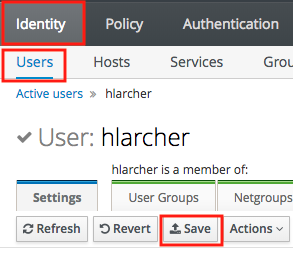 Identity Policy Authentication
Users Hosts Services Grou
Active users » hlarcher
✔ User: hlarcher
hlarcher is a member of:
Settings User Groups Netgroups
Refresh Revert Save Actions